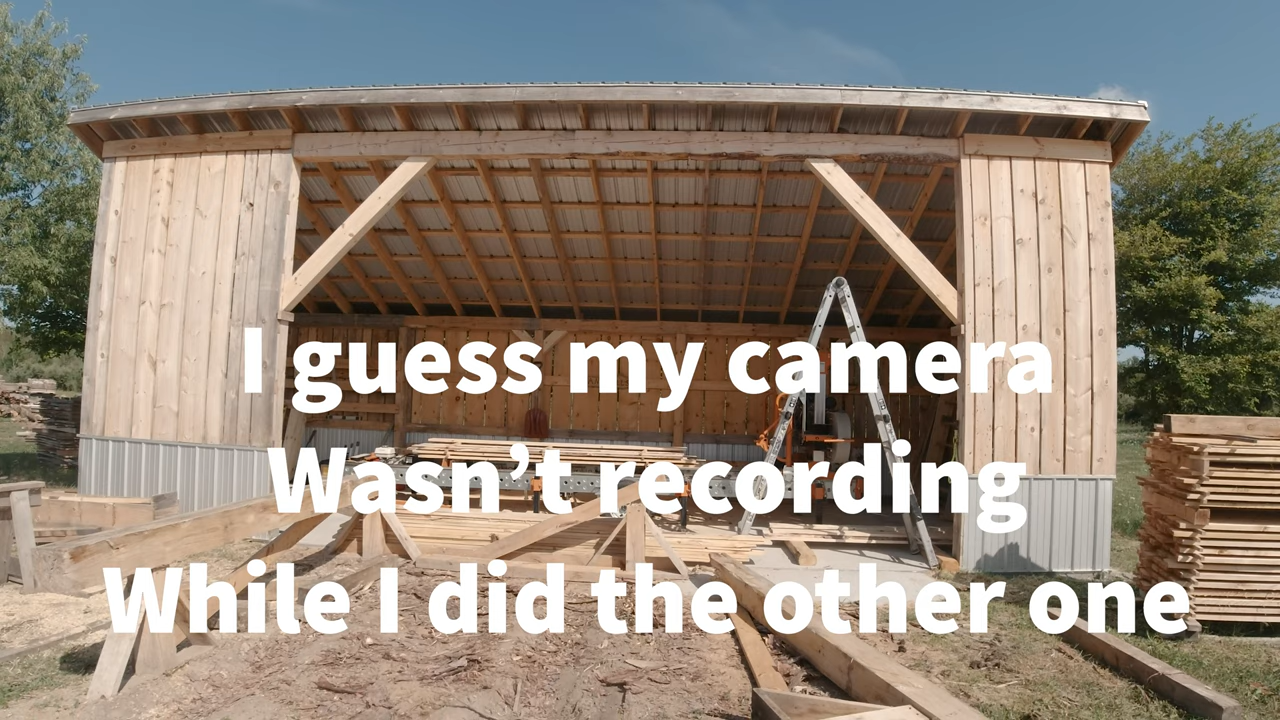 I guess my camera
Wasn’t recording
While I did the other one